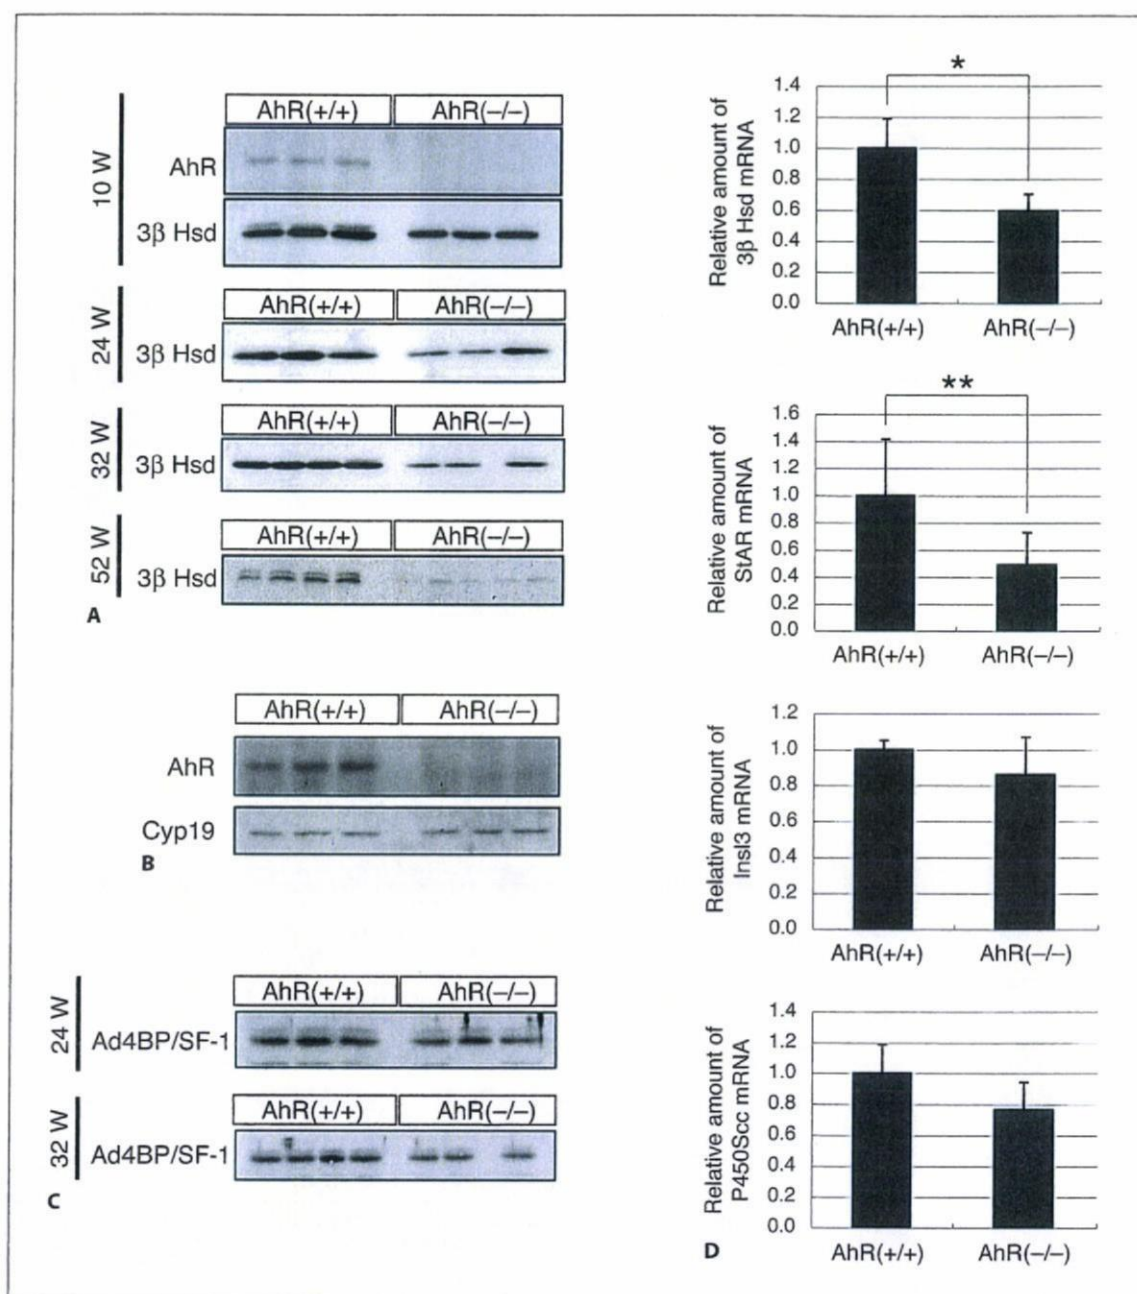 10 W
AhR(+/+) AhR(−/−)
AhR
3β Hsd
24 W
AhR(+/+) AhR(−/−)
3β Hsd
32 W
AhR(+/+) AhR(−/−)
3β Hsd
52 W
AhR(+/+) AhR(−/−)
3β Hsd
A
AhR(+/+) AhR(−/−)
AhR
Cyp19
B
24 W
AhR(+/+) AhR(−/−)
Ad4BP/SF-1
32 W
AhR(+/+) AhR(−/−)
Ad4BP/SF-1
C
*
Relative amount of
3β Hsd mRNA
1.4
1.2
1.0
0.8
0.6
0.4
0.2
0.0
AhR(+/+) AhR(−/−)
**
Relative amount of
StAR mRNA
1.6
1.4
1.2
1.0
0.8
0.6
0.4
0.2
0.0
AhR(+/+) AhR(−/−)
Relative amount of
Insl3 mRNA
1.2
1.0
0.8
0.6
0.4
0.2
0.0
AhR(+/+) AhR(−/−)
Relative amount of
P450Scc mRNA
1.4
1.2
1.0
0.8
0.6
0.4
0.2
0.0
AhR(+/+) AhR(−/−)
D